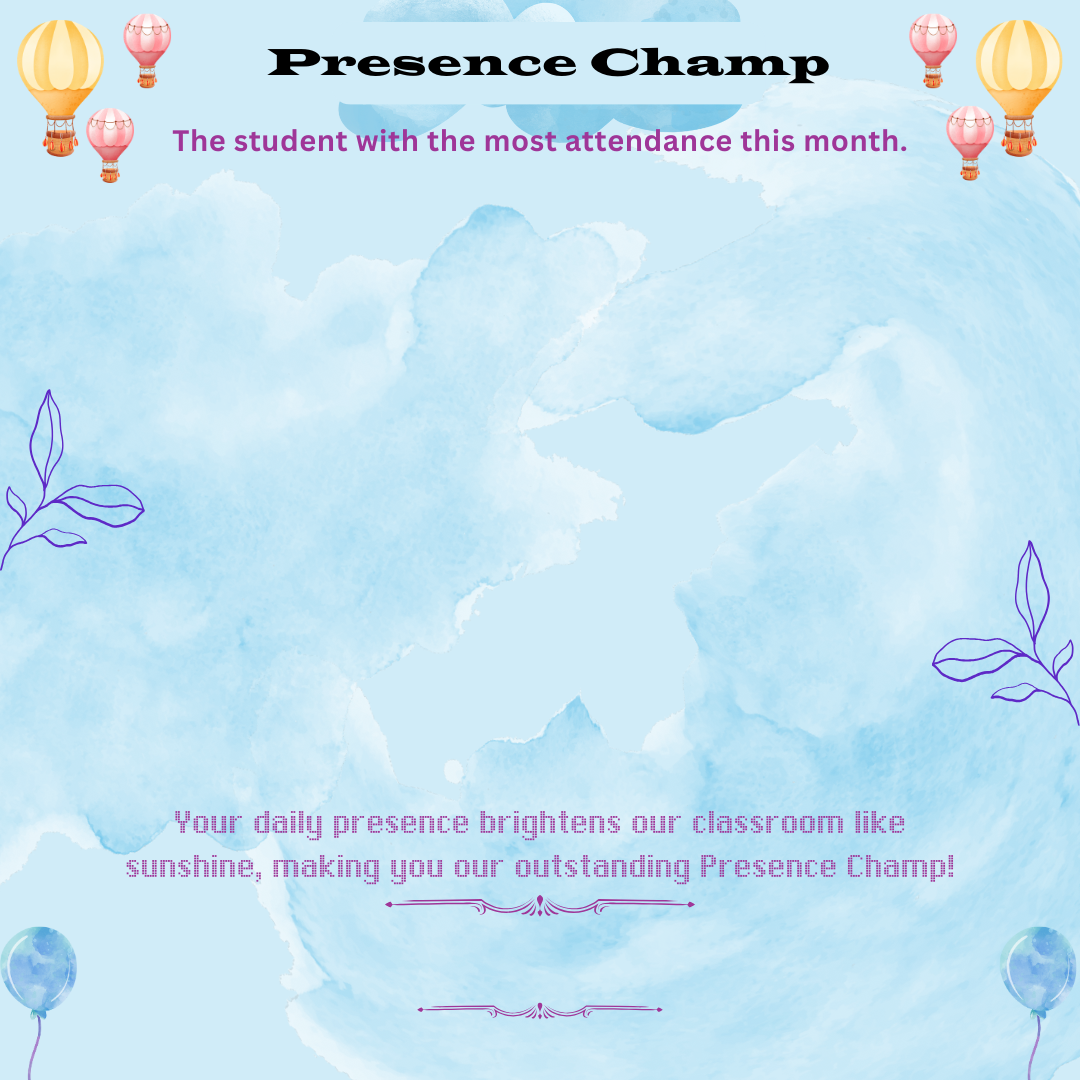 Presence Champ
The student with the most attendance this month.
Your daily presence brightens our classroom like
sunshine, making you our outstanding Presence Champ!